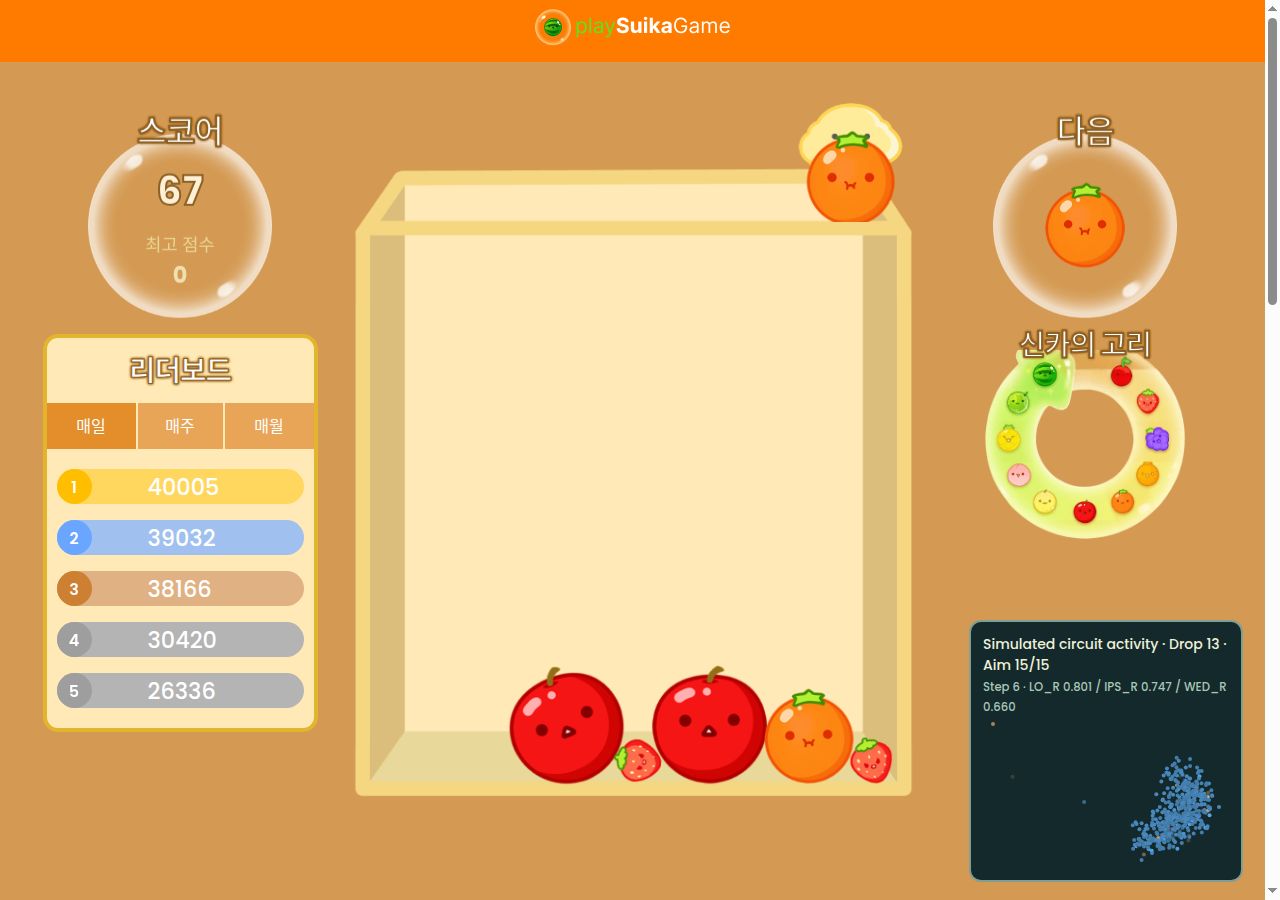 playSuikaGame
스코어
67
최고 점수
0
다음
신카의 고리
리더보드
매일 매주 매월
1 40005
2 39032
3 38166
4 30420
5 26336
Simulated circuit activity · Drop 13 ·
Aim 15/15
Step 6 · LO_R 0.801 / IPS_R 0.747 / WED_R
0.660